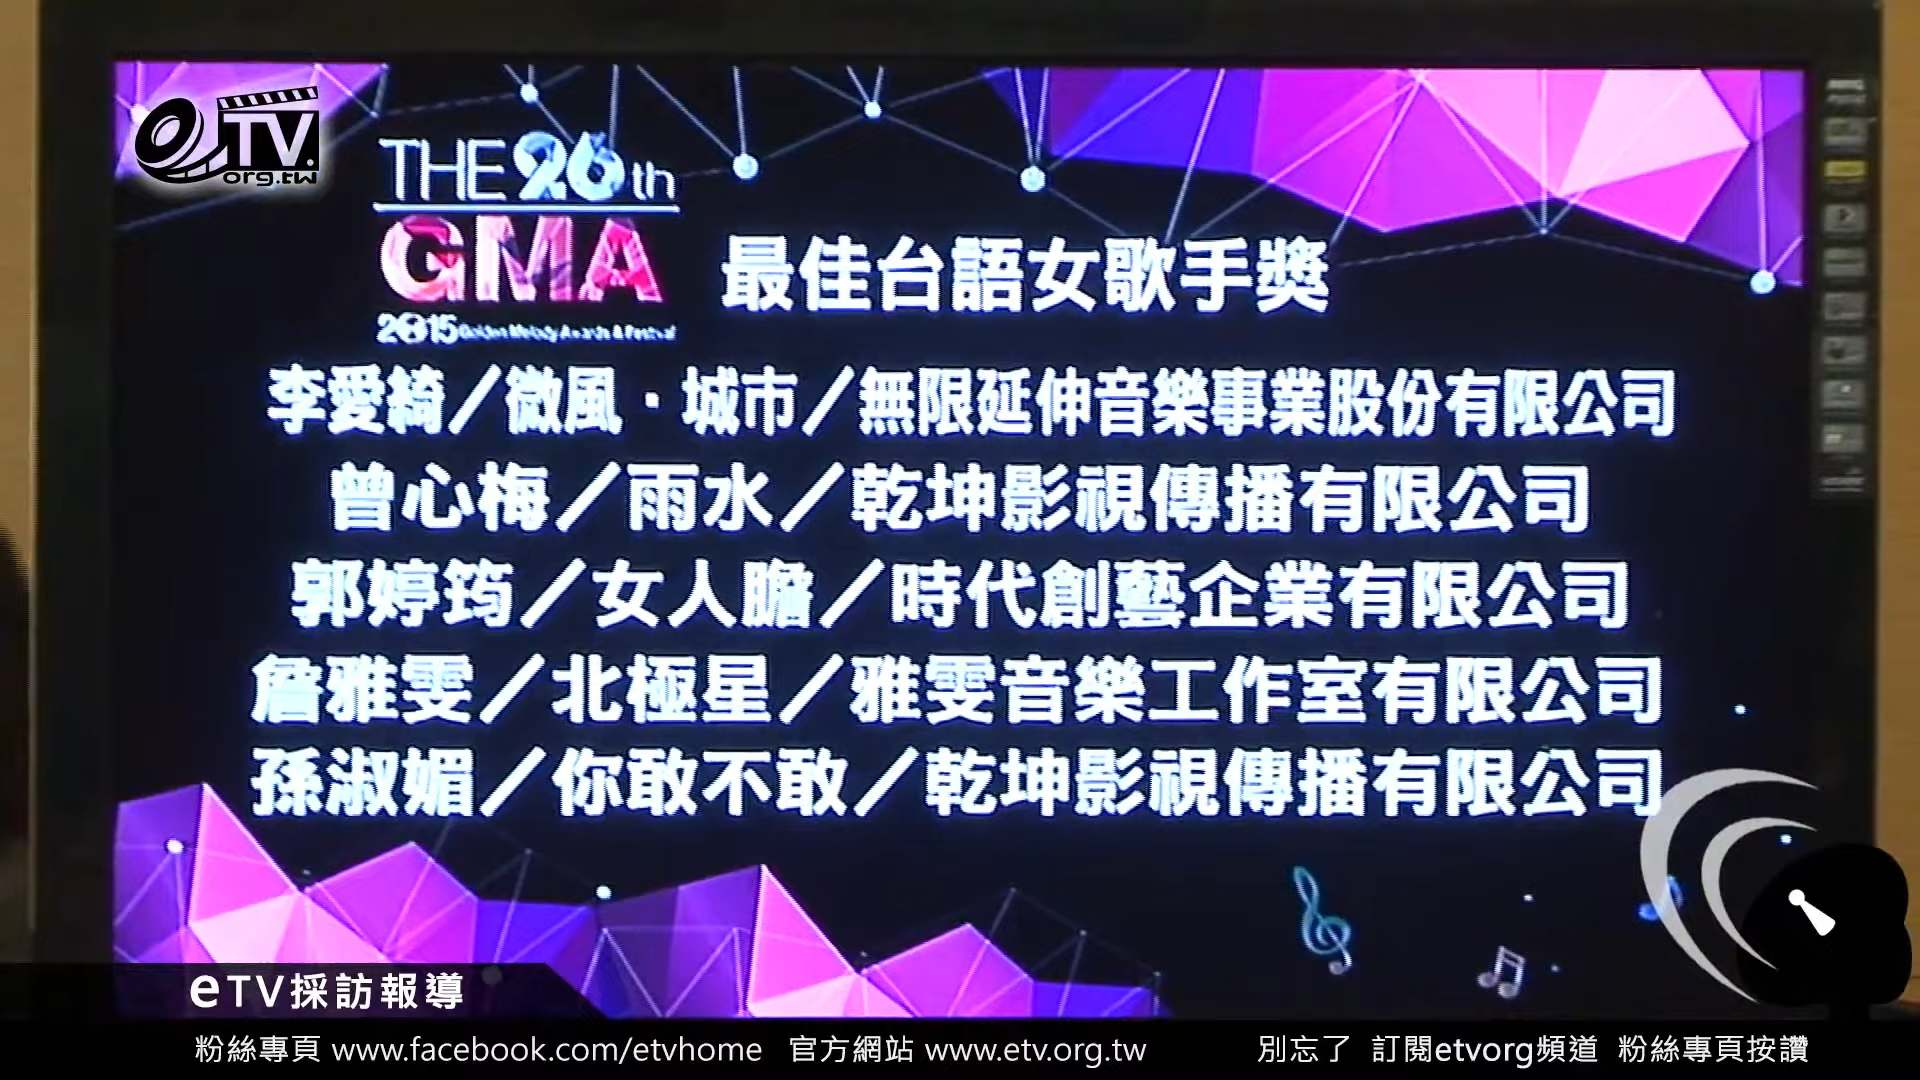 eTV.
org.tw
THE 26th
GMA
2015 Golden Melody Awards & Festival
最佳台語女歌手獎
李愛綺／微風‧城市／無限延伸音樂事業股份有限公司
曾心梅／雨水／乾坤影視傳播有限公司
郭婷筠／女人膽／時代創藝企業有限公司
詹雅雯／北極星／雅雯音樂工作室有限公司
孫淑媚／你敢不敢／乾坤影視傳播有限公司
eTV採訪報導
粉絲專頁 www.facebook.com/etvhome 官方網站 www.etv.org.tw 別忘了 訂閱etvorg頻道 粉絲專頁按讚